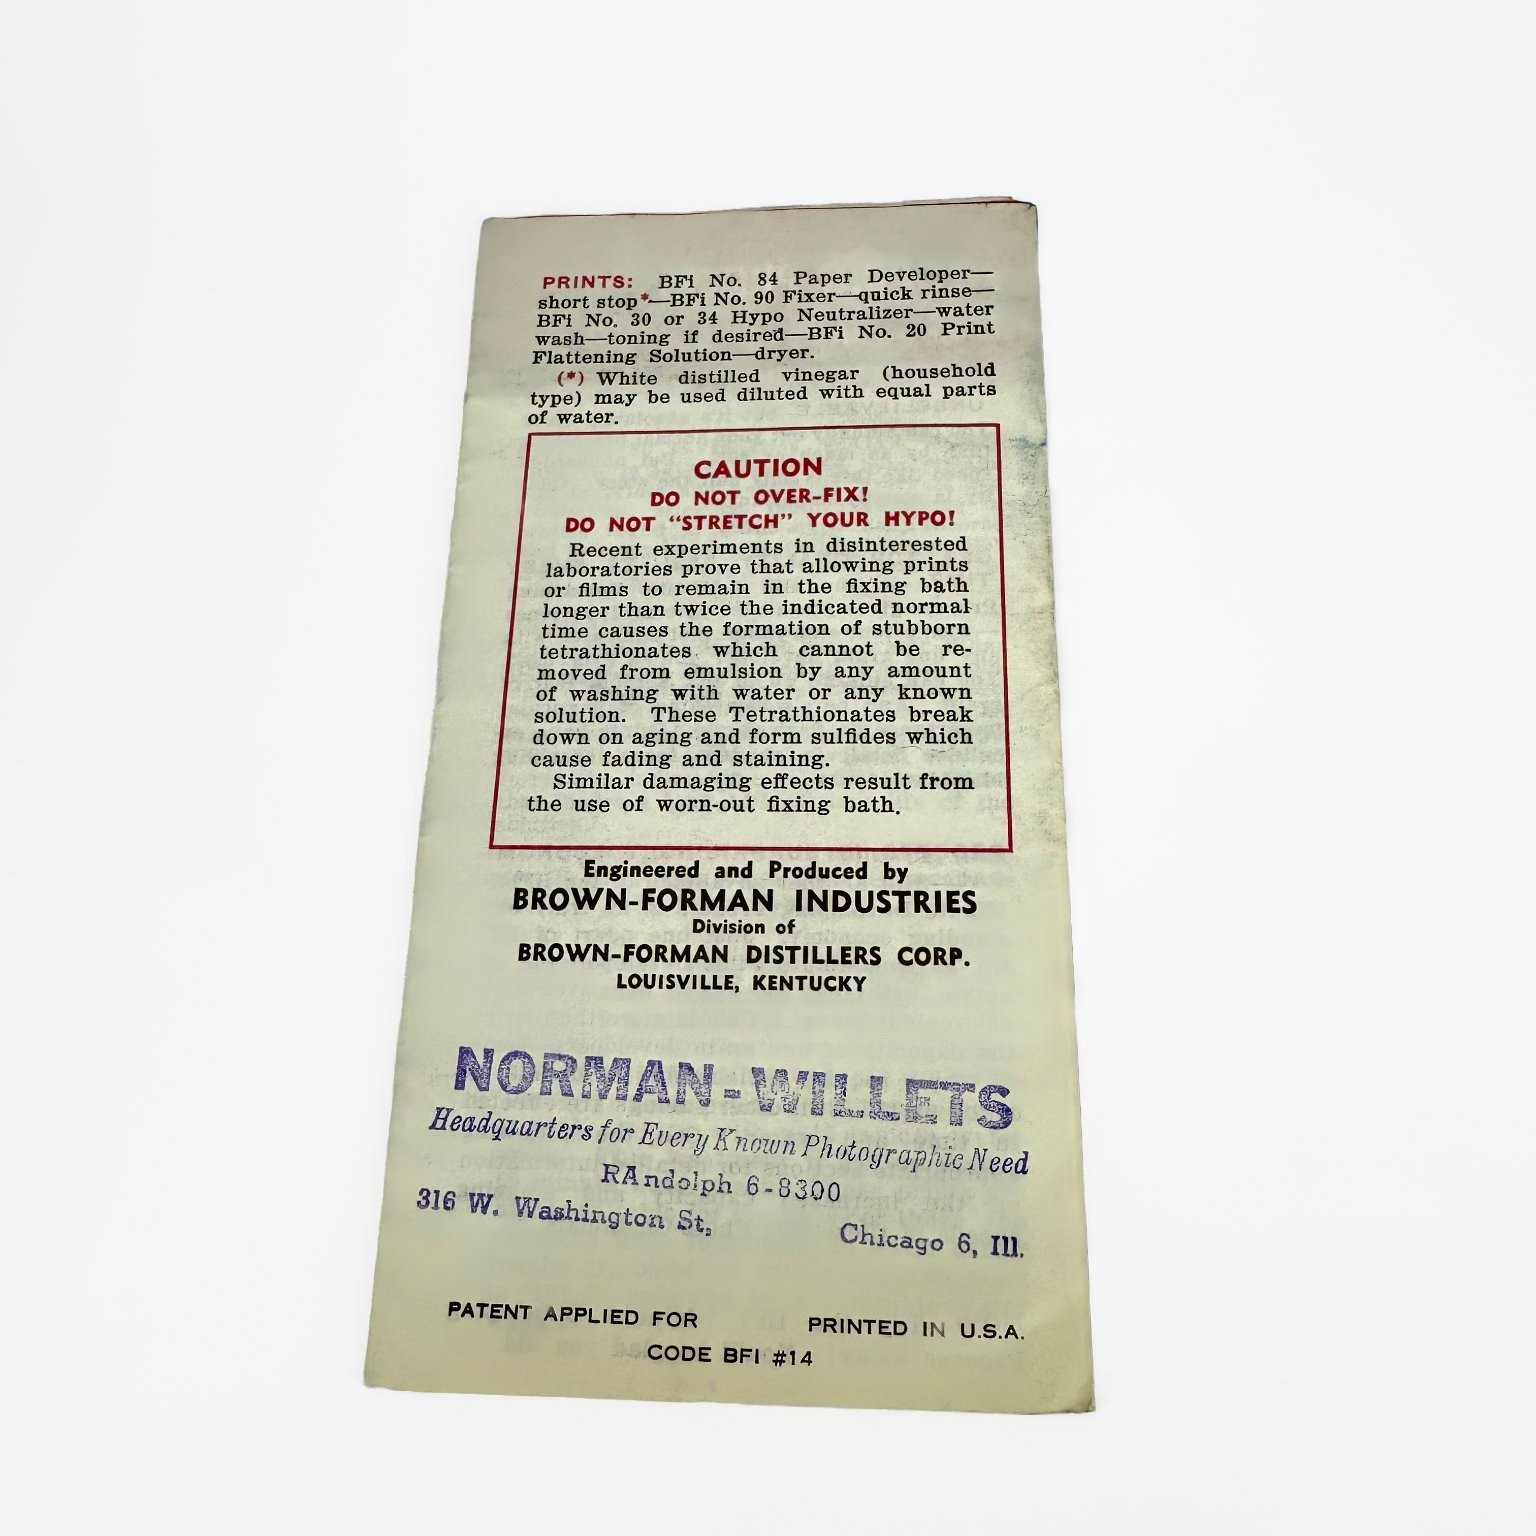 PRINTS: BFi No. 84 Paper Developer—
short stop*—BFi No. 90 Fixer—quick rinse—
BFi No. 30 or 34 Hypo Neutralizer—water
wash—toning if desired—BFi No. 20 Print
Flattening Solution—dryer.
(*) White distilled vinegar (household
type) may be used diluted with equal parts
of water.
CAUTION
DO NOT OVER-FIX!
DO NOT "STRETCH" YOUR HYPO!
Recent experiments in disinterested
laboratories prove that allowing prints
or films to remain in the fixing bath
longer than twice the indicated normal
time causes the formation of stubborn
tetrathionates which cannot be re-
moved from emulsion by any amount
of washing with water or any known
solution. These Tetrathionates break
down on aging and form sulfides which
cause fading and staining.
Similar damaging effects result from
the use of worn-out fixing bath.
Engineered and Produced by
BROWN-FORMAN INDUSTRIES
Division of
BROWN-FORMAN DISTILLERS CORP.
LOUISVILLE, KENTUCKY
NORMAN-WILLETS
Headquarters for Every Known Photographic Need
RAndolph 6-8300
316 W. Washington St, Chicago 6, Ill.
PATENT APPLIED FOR PRINTED IN U.S.A.
CODE BFI #14